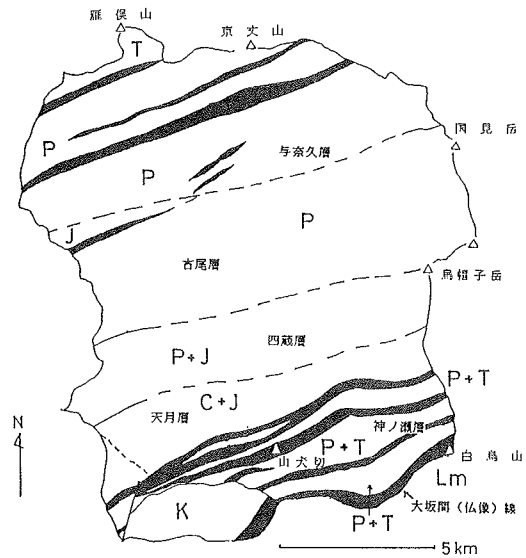 雁俣山
京丈山
T
国見岳
P
与奈久層
P
P
J
古尾層
烏帽子岳
四蔵層
P+J
C+J
P+T
天月層
神ノ瀬層
P+T
N
山犬切
白鳥山
Lm
K
大坂間（仏像）線
P+T
5km